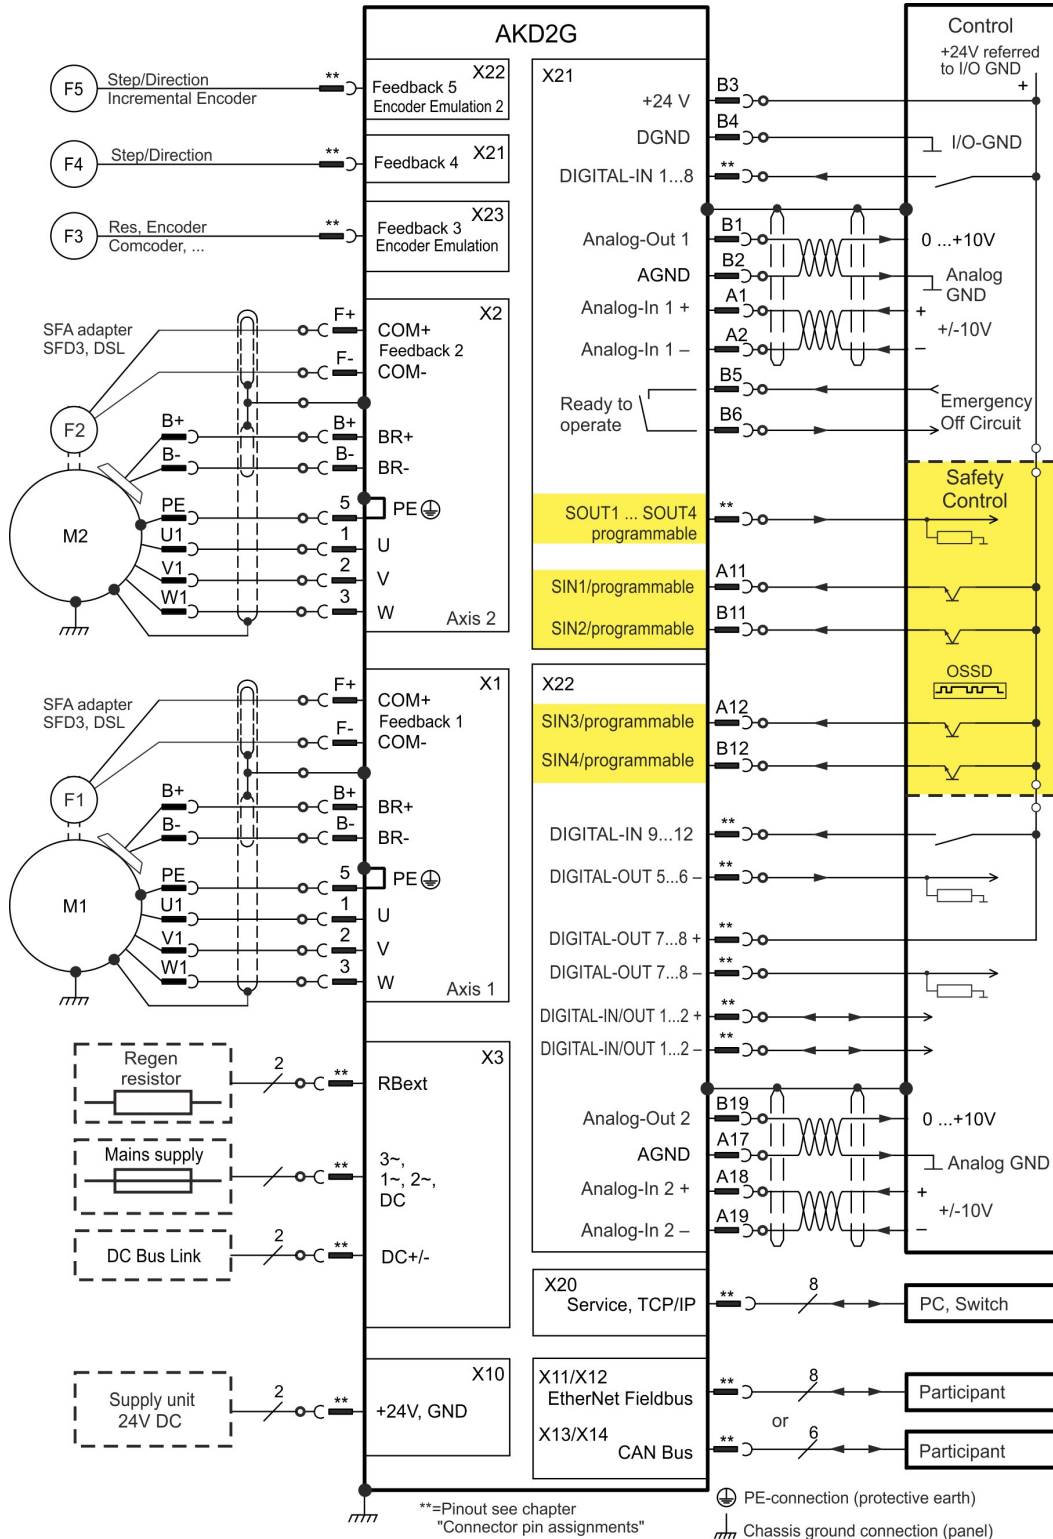 AKD2G
F5
Step/Direction
Incremental Encoder
**
X22
Feedback 5
Encoder Emulation 2
F4
Step/Direction
**
X21
Feedback 4
F3
Res, Encoder
Comcoder, ...
**
X23
Feedback 3
Encoder Emulation
SFA adapter
SFD3, DSL
F2
M2
X2
F+
COM+
Feedback 2
F-
COM-
B+
B+
BR+
B-
B-
BR-
PE
5
PE
U1
1
U
V1
2
V
W1
3
W
Axis 2
SFA adapter
SFD3, DSL
F1
M1
X1
F+
COM+
Feedback 1
F-
COM-
B+
B+
BR+
B-
B-
BR-
PE
5
PE
U1
1
U
V1
2
V
W1
3
W
Axis 1
Regen
resistor
2
**
X3
RBext
Mains supply
**
3~,
1~, 2~,
DC
DC Bus Link
2
**
DC+/-
Supply unit
24V DC
2
**
X10
+24V, GND
X21
+24 V
B3
DGND
B4
DIGITAL-IN 1...8
**
Analog-Out 1
B1
AGND
B2
Analog-In 1 +
A1
Analog-In 1 –
A2
Ready to
operate
B5
B6
SOUT1 ... SOUT4
programmable
**
SIN1/programmable
A11
SIN2/programmable
B11
X22
SIN3/programmable
A12
SIN4/programmable
B12
DIGITAL-IN 9...12
**
DIGITAL-OUT 5...6 –
**
DIGITAL-OUT 7...8 +
**
DIGITAL-OUT 7...8 –
**
DIGITAL-IN/OUT 1...2 +
**
DIGITAL-IN/OUT 1...2 –
**
Analog-Out 2
B19
AGND
A17
Analog-In 2 +
A18
Analog-In 2 –
A19
X20
Service, TCP/IP
**
8
PC, Switch
X11/X12
EtherNet Fieldbus
**
8
Participant
or
X13/X14
CAN Bus
**
6
Participant
Control
+24V referred
to I/O GND
+
I/O-GND
0 ...+10V
Analog
GND
+
+/-10V
–
Emergency
Off Circuit
Safety
Control
OSSD
0 ...+10V
Analog GND
+
+/-10V
–
**=Pinout see chapter
"Connector pin assignments"
PE-connection (protective earth)
Chassis ground connection (panel)